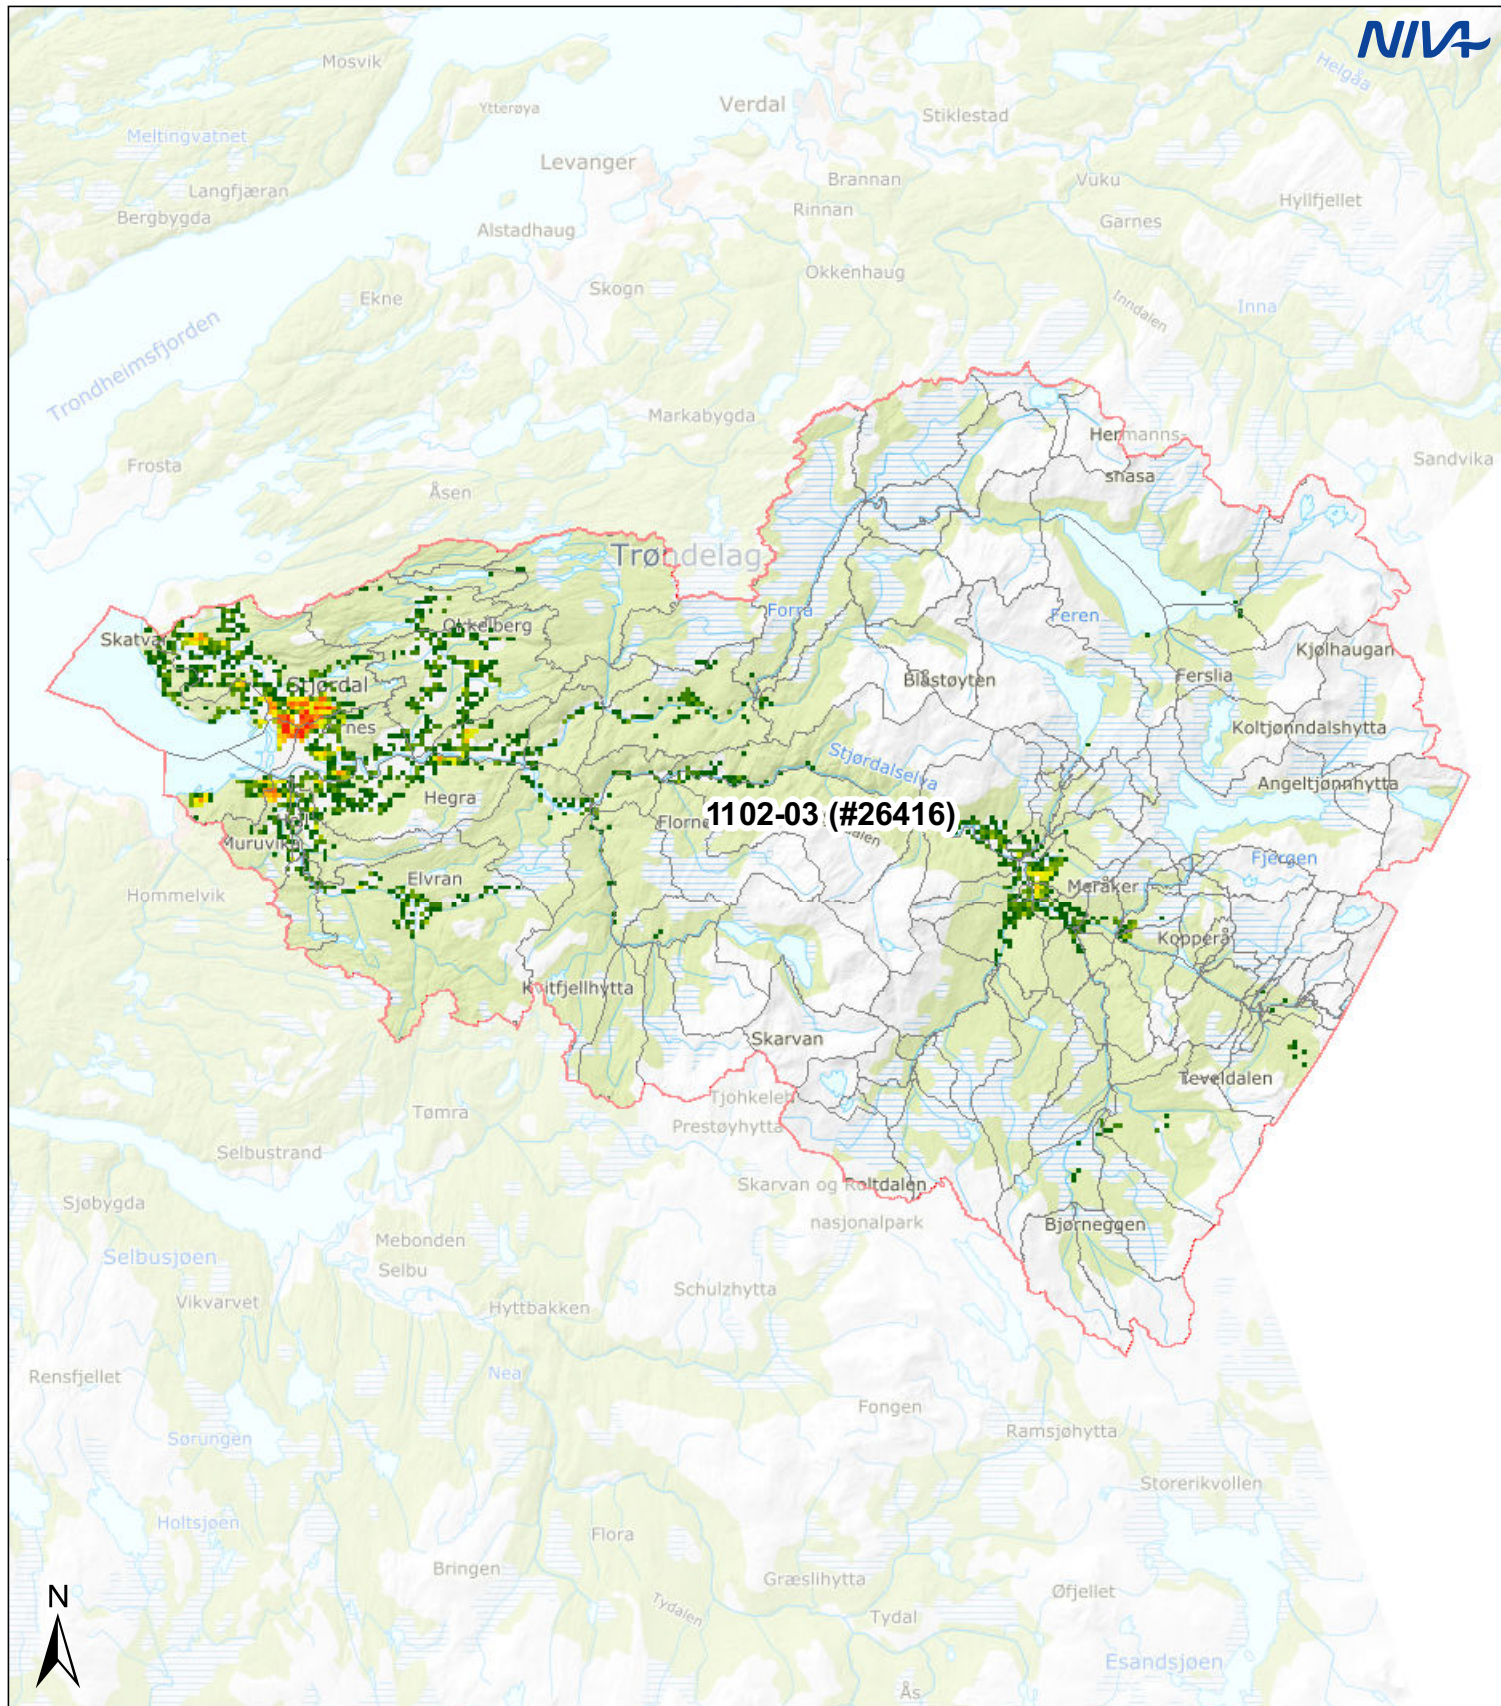 NIVA
Mosvik
Helgåa
Ytterøya
Verdal
Stiklestad
Meltingvatnet
Levanger
Langfjæran
Brannan
Vuku
Hyllfjellet
Bergbygda
Rinnan
Garnes
Alstadhaug
Okkenhaug
Ekne
Skogn
Inndalen
Inna
Trondheimsfjorden
Markabygda
Hermanns-
snasa
Frosta
Sandvika
Åsen
Trøndelag
Forra
Feren
Skatval
Okkelberg
Kjølhaugan
Stjørdal
Blåstøyten
Ferslia
Koltjønndalshytta
Stjørdalselva
Angeltjønnhytta
Hegra
1102-03 (#26416)
Muruvika
Fjergen
Hommelvik
Elvran
Meråker
Kopperå
Kvitfjellhytta
Skarvan
Teveldalen
Tømra
Prestøyhytta
Selbustrand
Skarvan og Roltdalen
nasjonalpark
Sjøbygda
Bjørneggen
Mebonden
Selbusjøen
Selbu
Schulzhytta
Vikvarvet
Hyttbakken
Rensfjellet
Nea
Fongen
Ramsjøhytta
Sørungen
Storerikvollen
Holtsjøen
Flora
Bringen
Græslihytta
Øfjellet
Tydalen
Tydal
N
Esandsjøen
Ås